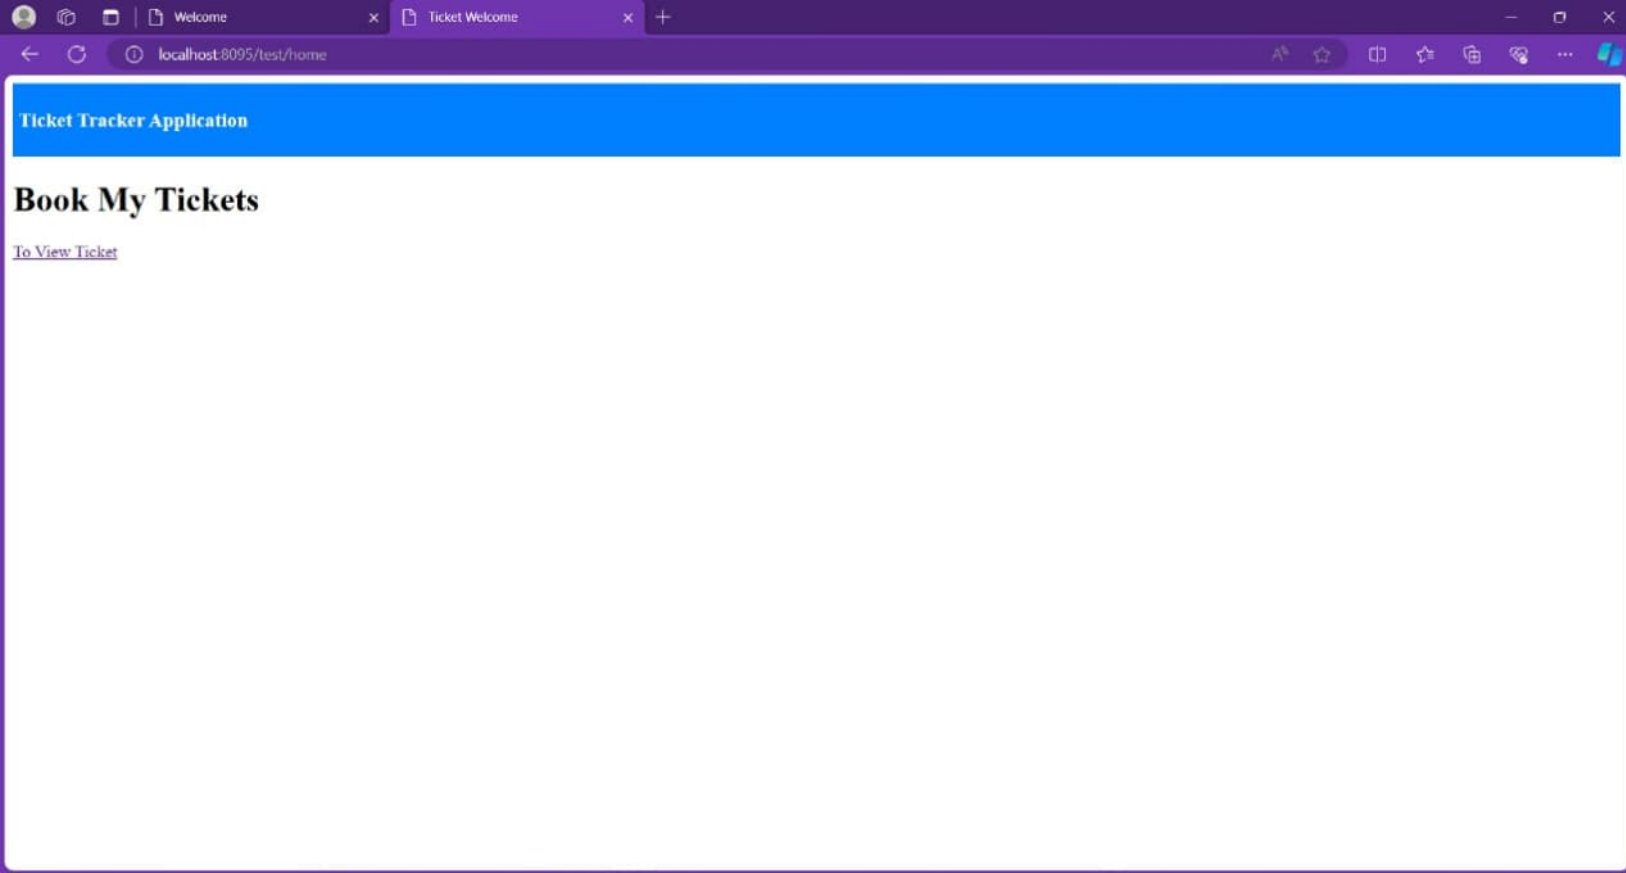 Welcome
Ticket Welcome
localhost:8095/test/home
Ticket Tracker Application
Book My Tickets
To View Ticket